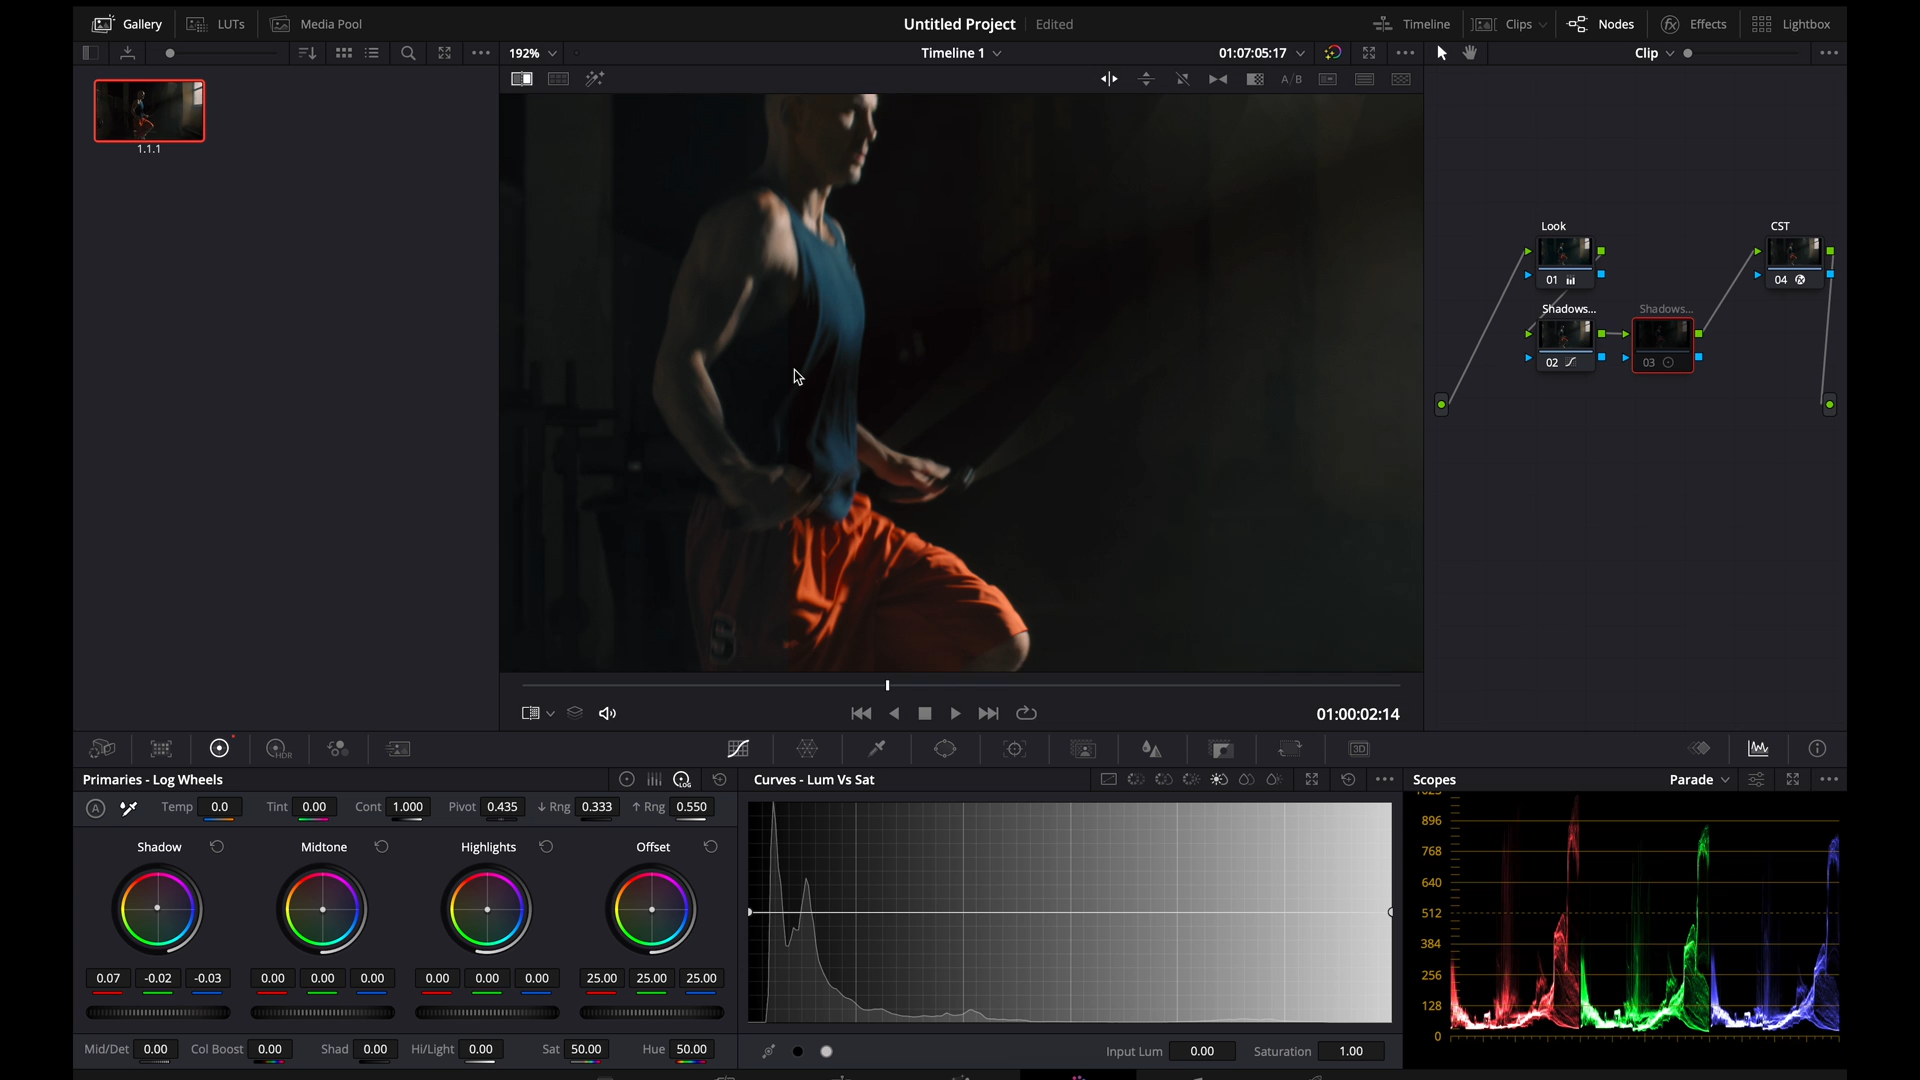 Gallery LUTs Media Pool Untitled Project Edited Timeline Clips Nodes Effects Lightbox
192% Timeline 1 01:07:05:17 Clip
A/B
1.1.1
Look CST
01 04
Shadows... Shadows...
02 03
01:00:02:14
HDR 3D
Primaries - Log Wheels LOG Curves - Lum Vs Sat Scopes Parade
A Temp 0.0 Tint 0.00 Cont 1.000 Pivot 0.435 Rng 0.333 Rng 0.550
Shadow Midtone Highlights Offset
0.07 -0.02 -0.03 0.00 0.00 0.00 0.00 0.00 0.00 25.00 25.00 25.00
Mid/Det 0.00 Col Boost 0.00 Shad 0.00 Hi/Light 0.00 Sat 50.00 Hue 50.00
Input Lum 0.00 Saturation 1.00
1023
896
768
640
512
384
256
128
0